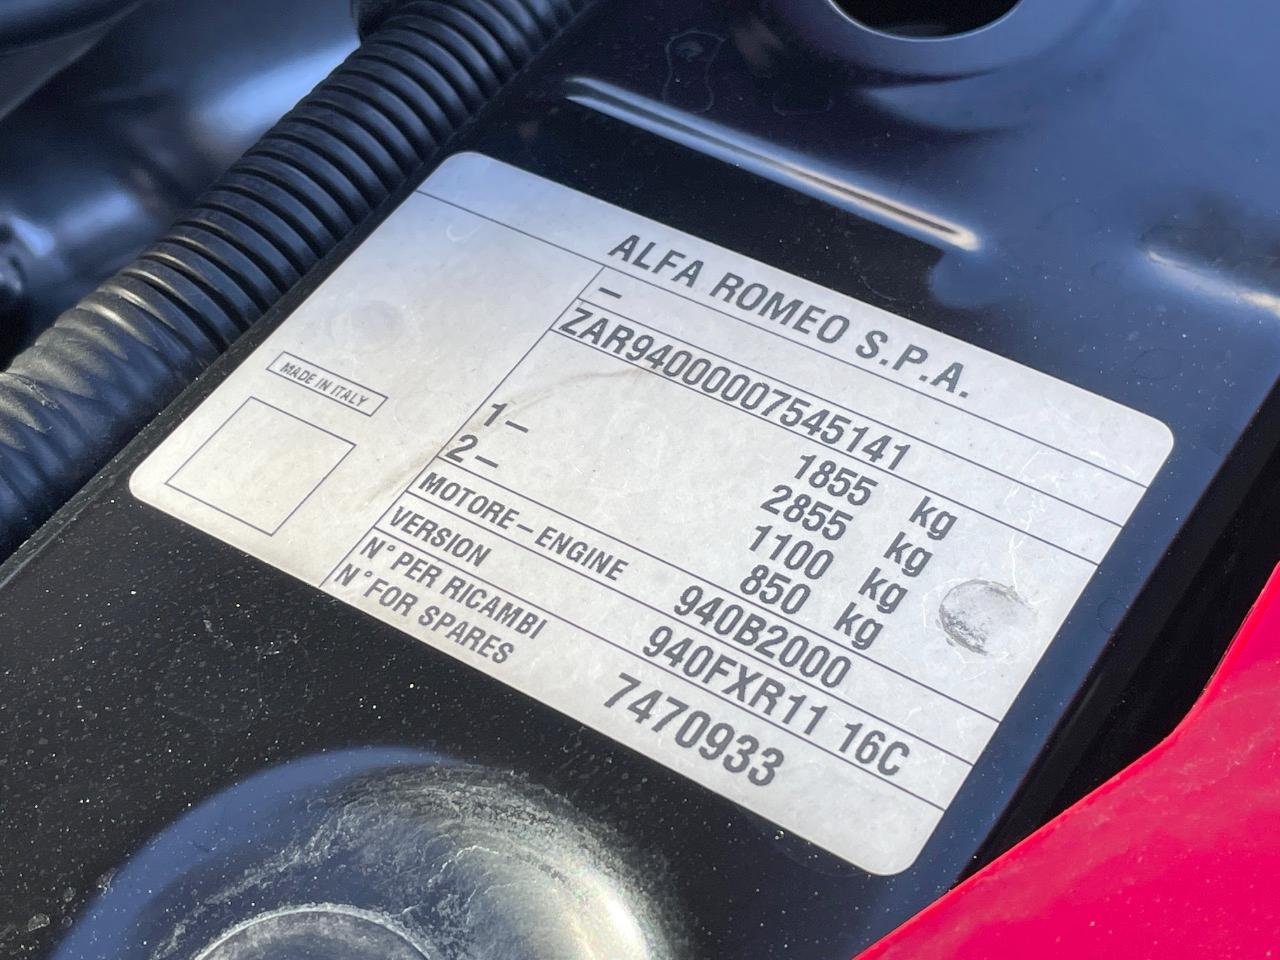 ALFA ROMEO S.P.A.
–
ZAR94000007545141
1855 kg
2855 kg
1– 1100 kg
2– 850 kg
MOTORE–ENGINE 940B2000
VERSION 940FXR11 16C
N° PER RICAMBI
N° FOR SPARES 7470933
MADE IN ITALY